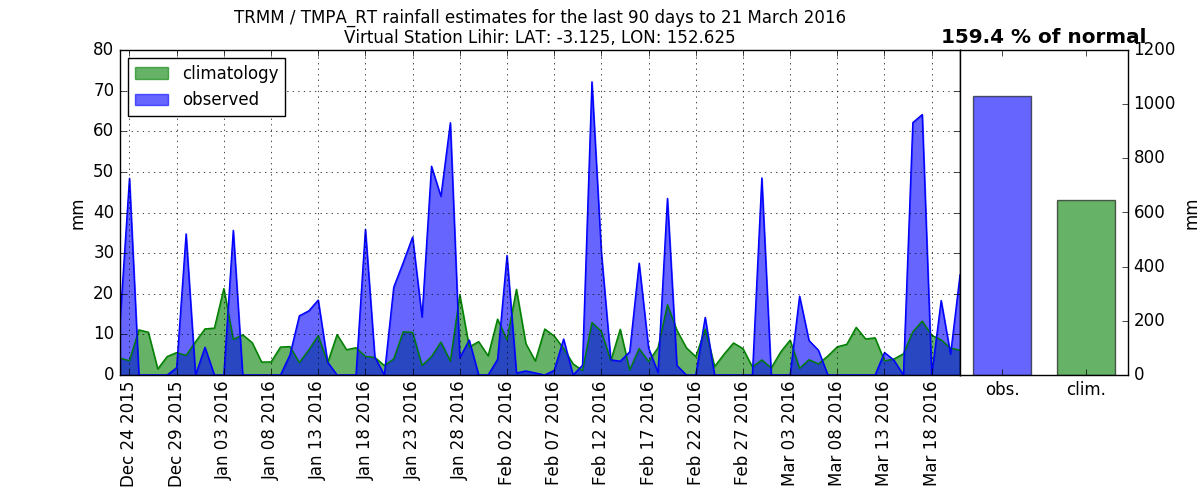 TRMM / TMPA_RT rainfall estimates for the last 90 days to 21 March 2016
Virtual Station Lihir: LAT: -3.125, LON: 152.625
159.4 % of normal
climatology
observed
80
70
60
50
40
30
20
10
0
mm
Dec 24 2015
Dec 29 2015
Jan 03 2016
Jan 08 2016
Jan 13 2016
Jan 18 2016
Jan 23 2016
Jan 28 2016
Feb 02 2016
Feb 07 2016
Feb 12 2016
Feb 17 2016
Feb 22 2016
Feb 27 2016
Mar 03 2016
Mar 08 2016
Mar 13 2016
Mar 18 2016
obs.
clim.
1200
1000
800
600
400
200
0
mm